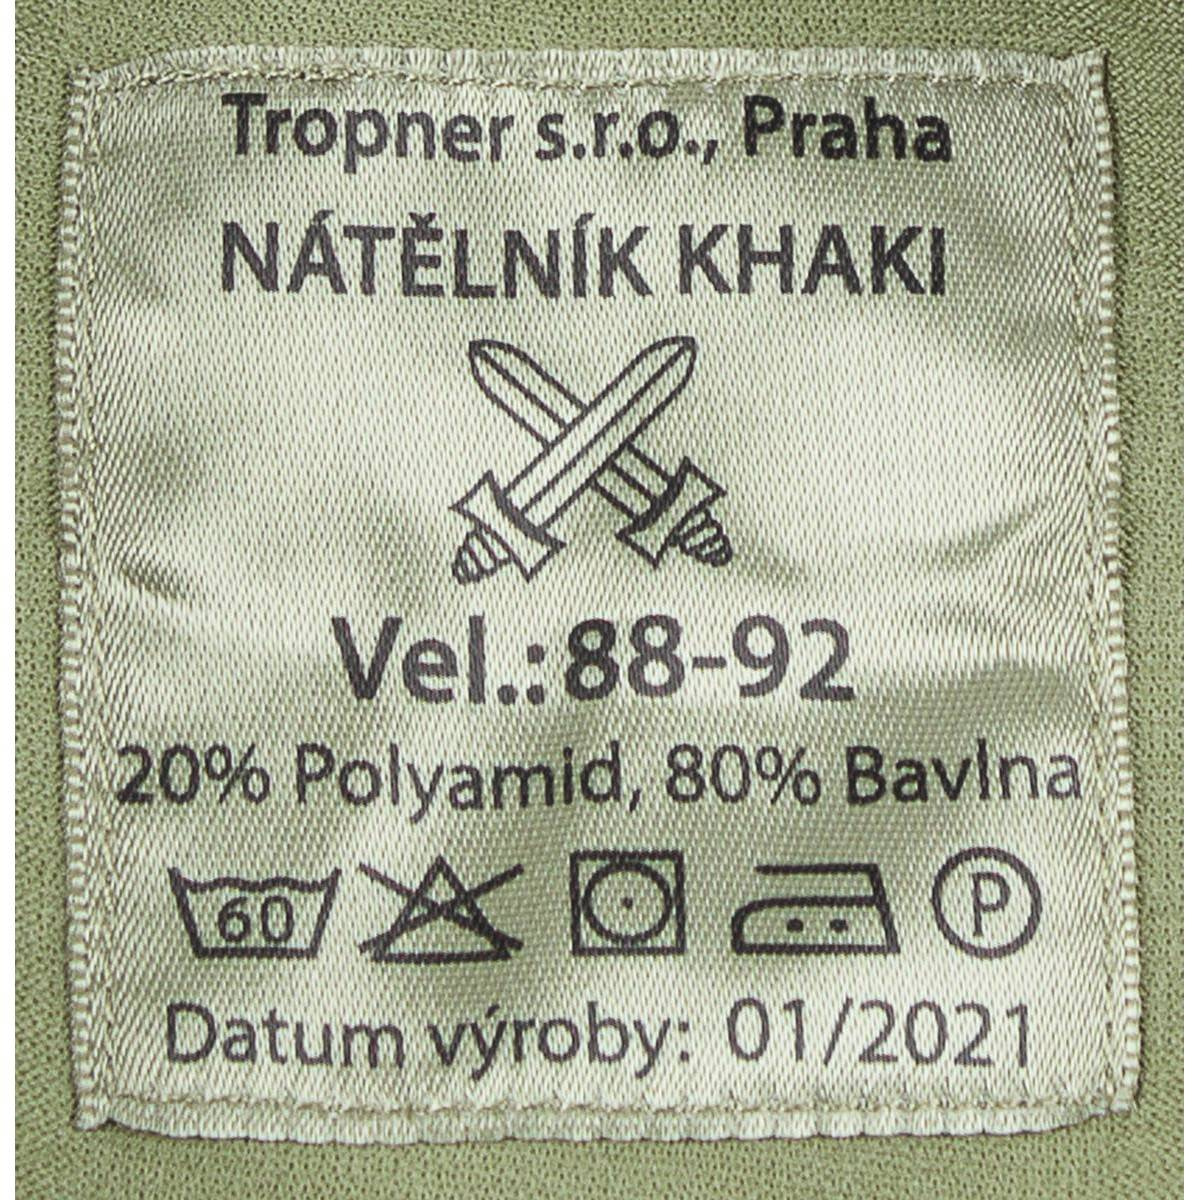 Tropner s.r.o., Praha
NÁTĚLNÍK KHAKI
Vel.:88-92
20% Polyamid, 80% Bavlna
60 P
Datum výroby: 01/2021